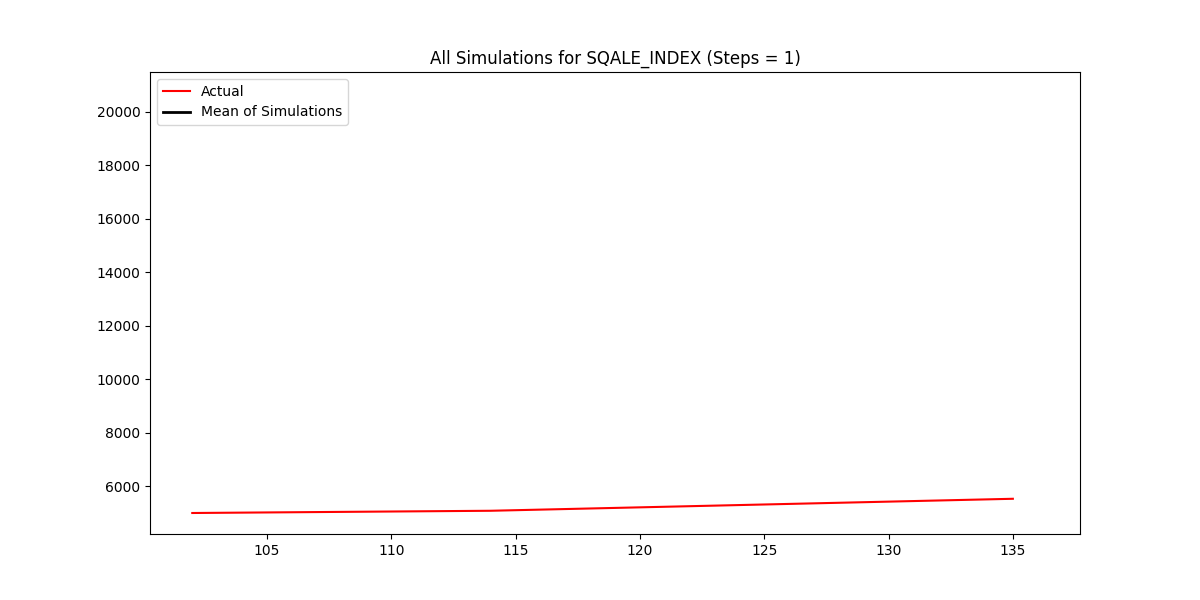 All Simulations for SQALE_INDEX (Steps = 1)
Actual
Mean of Simulations
20000
18000
16000
14000
12000
10000
8000
6000
105 110 115 120 125 130 135